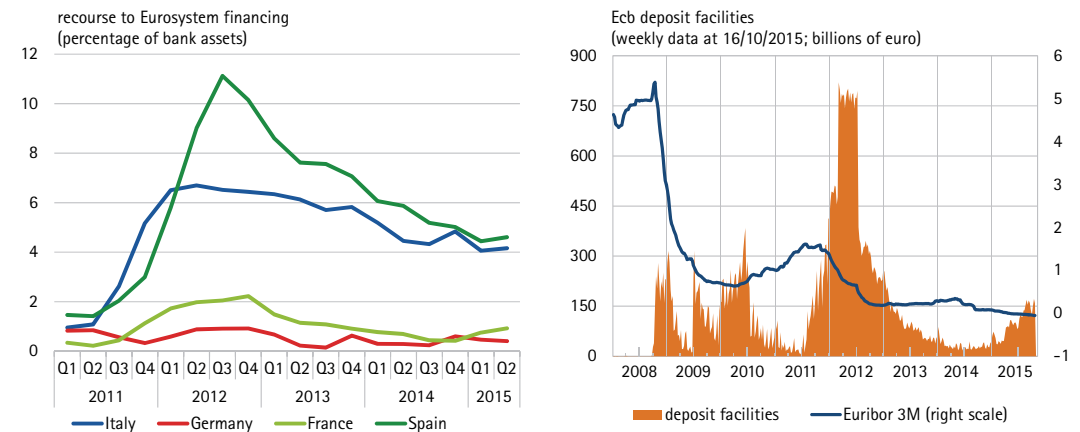 recourse to Eurosystem financing
(percentage of bank assets)
12
10
8
6
4
2
0
Q1 Q2 Q3 Q4 Q1 Q2 Q3 Q4 Q1 Q2 Q3 Q4 Q1 Q2 Q3 Q4 Q1 Q2
2011 2012 2013 2014 2015
Italy Germany France Spain
Ecb deposit facilities
(weekly data at 16/10/2015; billions of euro)
900 6
750 5
4
600
3
450
2
300
1
150
0
0 -1
2008 2009 2010 2011 2012 2013 2014 2015
deposit facilities Euribor 3M (right scale)